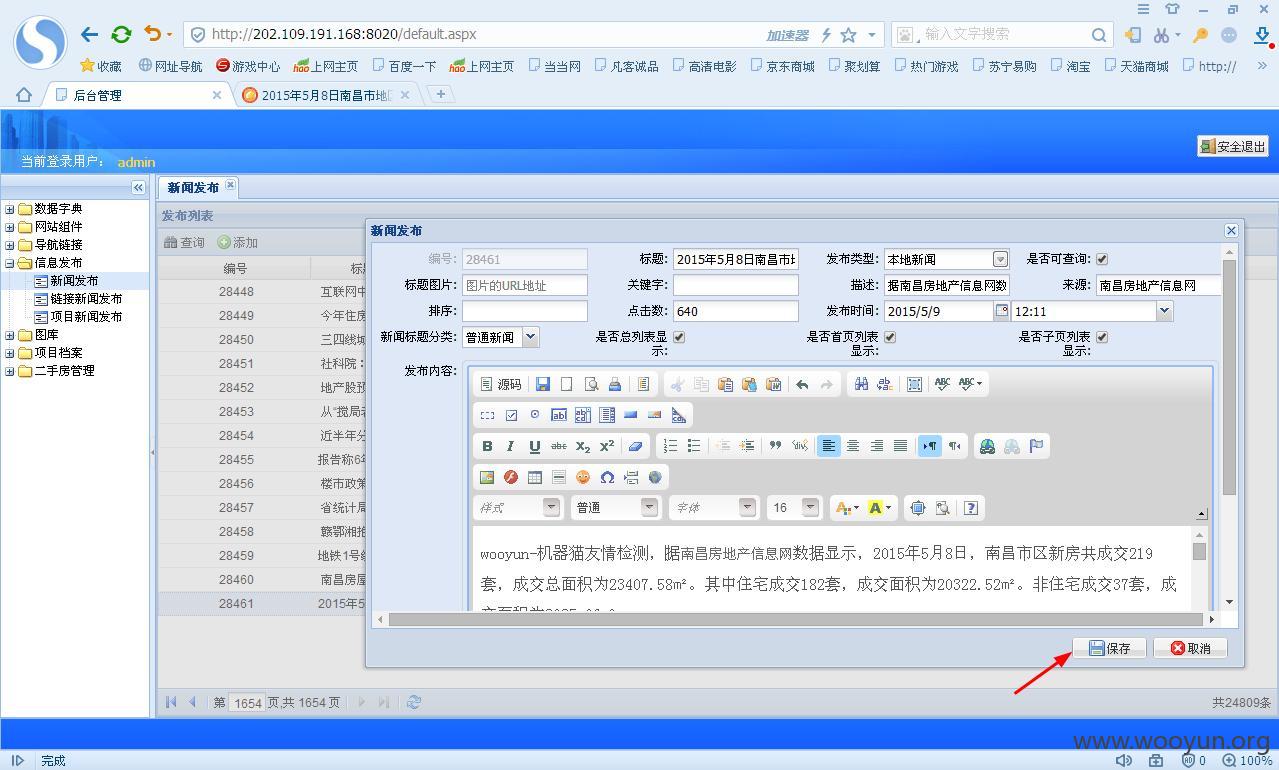 http://202.109.191.168:8020/default.aspx
加速器
输入文字搜索
收藏 网址导航 游戏中心 上网主页 百度一下 上网主页 当当网 凡客诚品 高清电影 京东商城 聚划算 热门游戏 苏宁易购 淘宝 天猫商城 http://
后台管理
2015年5月8日南昌市地
当前登录用户： admin
安全退出
数据字典
网站组件
导航链接
信息发布
新闻发布
链接新闻发布
项目新闻发布
图库
项目档案
二手房管理
新闻发布
发布列表
查询 添加
编号 标
28448 互联网中
28449 今年住房
28450 三四线城
28451 社科院：
28452 地产股预
28453
28454 近半年分
28455 报告称6年
28456 楼市政策
28457 省统计局
28458
28459 地铁1号线
28460 南昌房屋
28461 2015年5
第 1654 页,共 1654 页
共24809条
新闻发布
编号: 28461 标题: 2015年5月8日南昌市 发布类型: 本地新闻 是否可查询:
标题图片: 图片的URL地址 关键字: 描述: 据南昌房地产信息网数 来源: 南昌房地产信息网
排序: 点击数: 640 发布时间: 2015/5/9 12:11
新闻标题分类: 普通新闻 是否总列表显示: 是否首页列表显示: 是否子页列表显示:
发布内容:
源码
样式 普通 字体 16
wooyun-机器猫友情检测，据南昌房地产信息网数据显示，2015年5月8日，南昌市区新房共成交219
套，成交总面积为23407.58m²。其中住宅成交182套，成交面积为20322.52m²。非住宅成交37套，成
保存 取消
www.wooyun.org
完成
0 100%